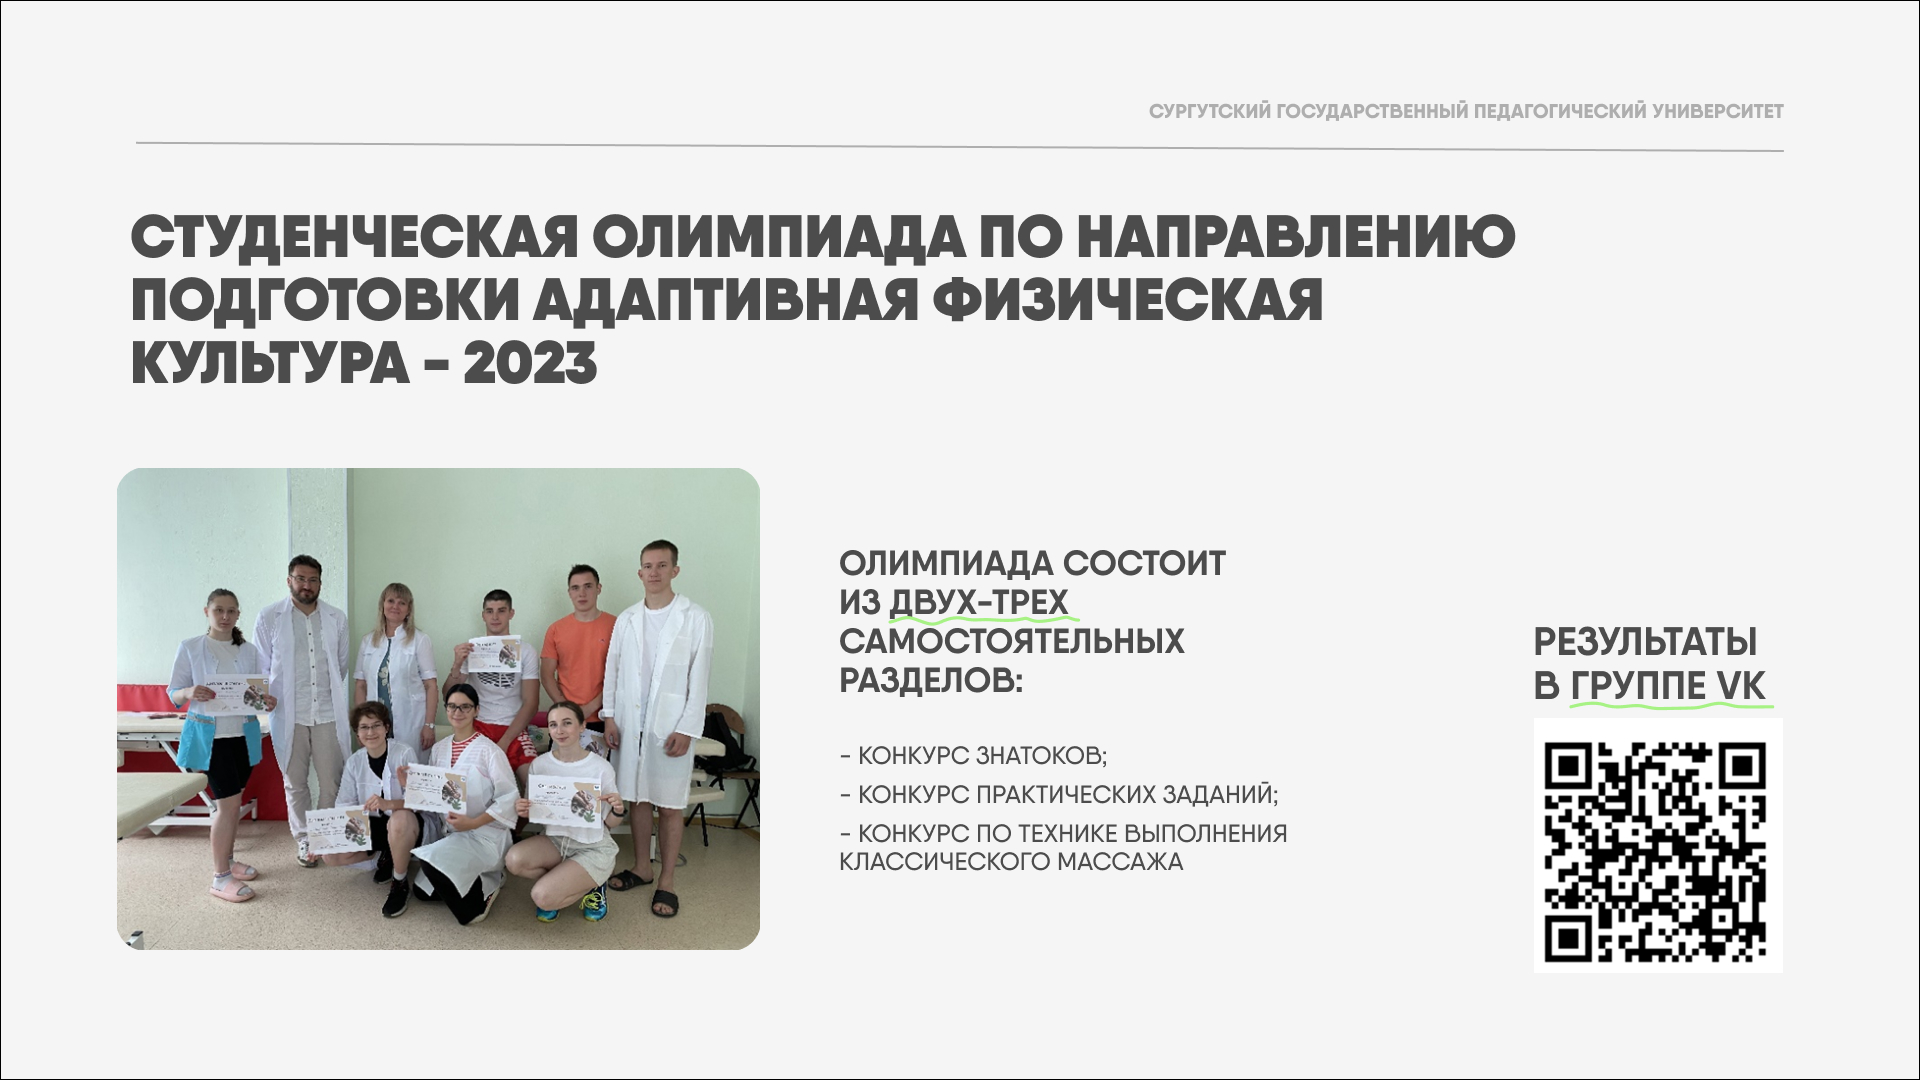 СУРГУТСКИЙ ГОСУДАРСТВЕННЫЙ ПЕДАГОГИЧЕСКИЙ УНИВЕРСИТЕТ
СТУДЕНЧЕСКАЯ ОЛИМПИАДА ПО НАПРАВЛЕНИЮ
ПОДГОТОВКИ АДАПТИВНАЯ ФИЗИЧЕСКАЯ
КУЛЬТУРА - 2023
ОЛИМПИАДА СОСТОИТ
ИЗ ДВУХ-ТРЕХ
САМОСТОЯТЕЛЬНЫХ
РАЗДЕЛОВ:
- КОНКУРС ЗНАТОКОВ;
- КОНКУРС ПРАКТИЧЕСКИХ ЗАДАНИЙ;
- КОНКУРС ПО ТЕХНИКЕ ВЫПОЛНЕНИЯ
КЛАССИЧЕСКОГО МАССАЖА
РЕЗУЛЬТАТЫ
В ГРУППЕ VK